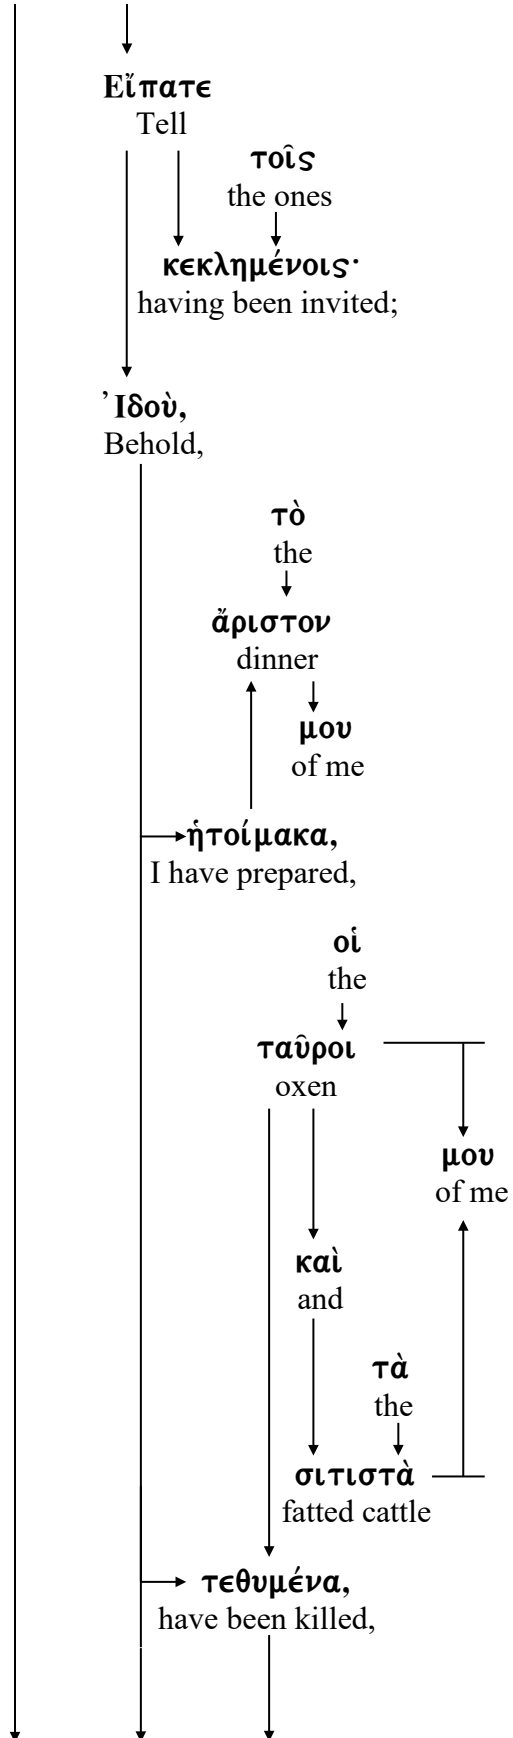 Εἴπατε
Tell
τοῖς
the ones
κεκλημένοις·
having been invited;
Ἰδοὺ,
Behold,
τὸ
the
ἄριστον
dinner
μου
of me
ἡτοίμακα,
I have prepared,
οἱ
the
ταῦροι
oxen
μου
of me
καὶ
and
τὰ
the
σιτιστὰ
fatted cattle
τεθυμένα,
have been killed,